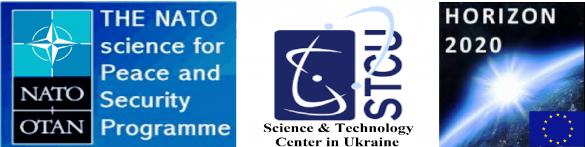 THE NATO
science for
Peace and
Security
Programme
NATO
OTAN
STCU
Science & Technology
Center in Ukraine
HORIZON
2020